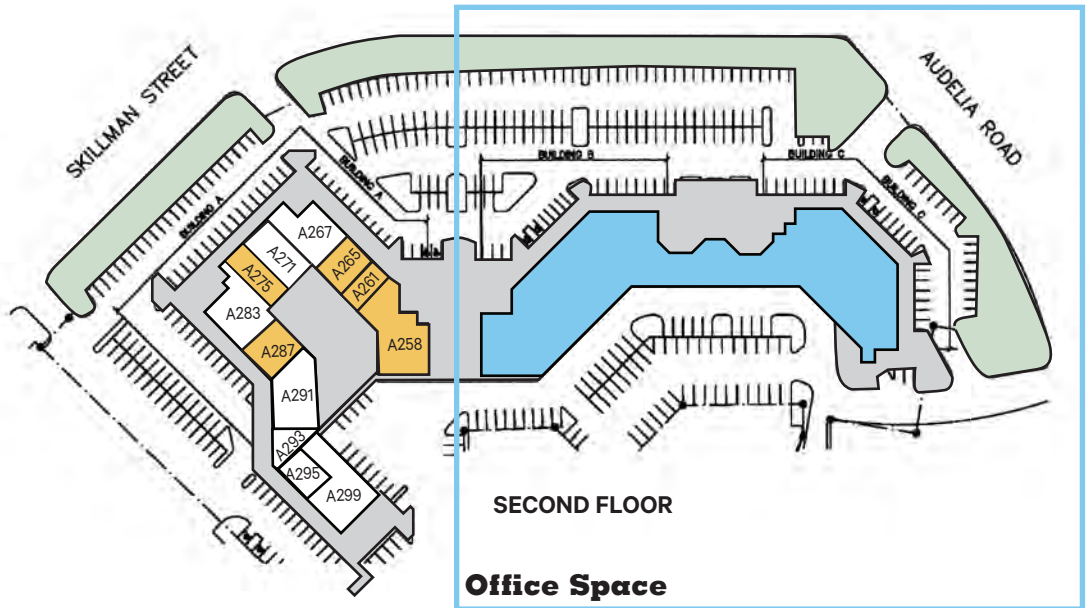 SKILLMAN STREET
AUDELIA ROAD
BUILDING A
BUILDING A
BUILDING B
BUILDING C
BUILDING C
A267
A271
A265
A275
A261
A283
A258
A287
A291
A293
A295
A299
SECOND FLOOR
Office Space